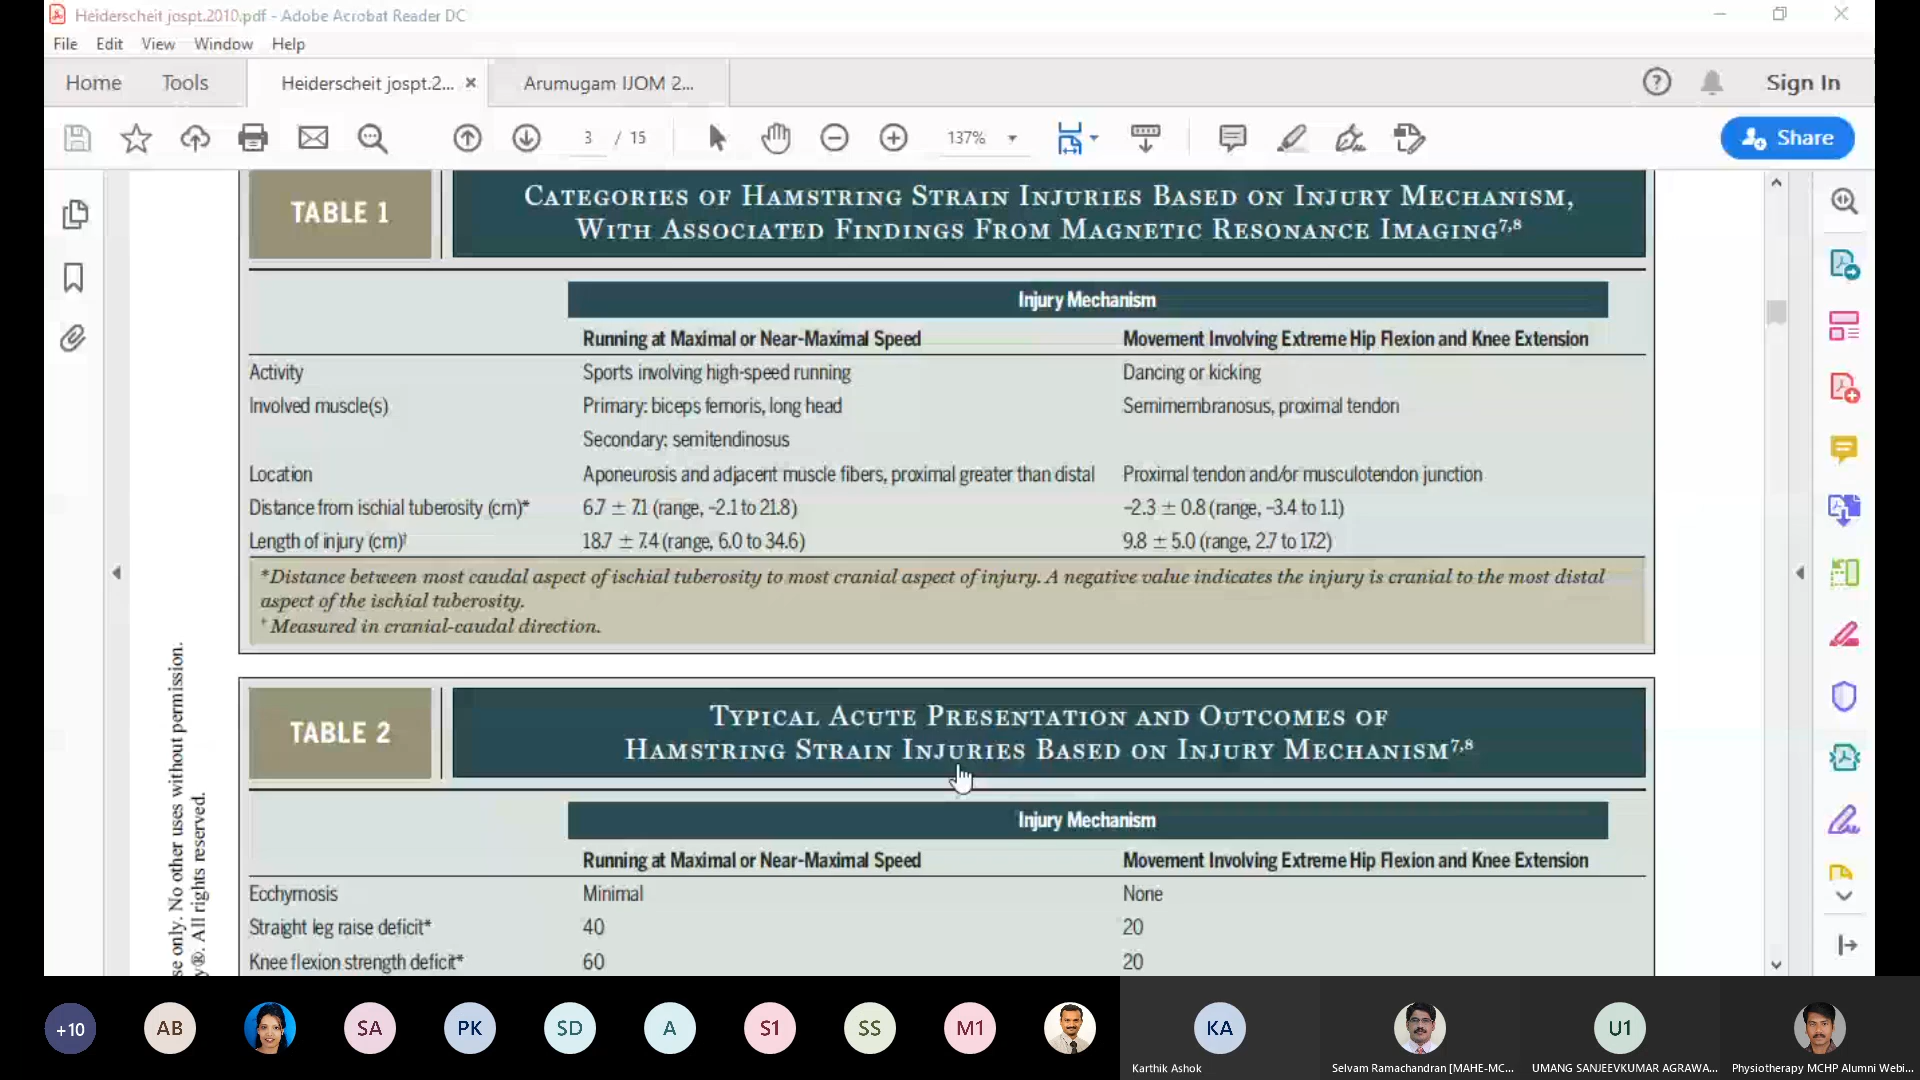 Heiderscheit jospt.2010.pdf - Adobe Acrobat Reader DC
File Edit View Window Help
Home Tools Heiderscheit jospt.2... × Arumugam IJOM 2... Sign In
3 / 15 137% Share
TABLE 1
Categories of Hamstring Strain Injuries Based on Injury Mechanism,
With Associated Findings From Magnetic Resonance Imaging7,8
Injury Mechanism
Running at Maximal or Near-Maximal Speed Movement Involving Extreme Hip Flexion and Knee Extension
Activity Sports involving high-speed running Dancing or kicking
Involved muscle(s) Primary: biceps femoris, long head Semimembranosus, proximal tendon
Secondary: semitendinosus
Location Aponeurosis and adjacent muscle fibers, proximal greater than distal Proximal tendon and/or musculotendon junction
Distance from ischial tuberosity (cm)* 6.7 ± 7.1 (range, –2.1 to 21.8) –2.3 ± 0.8 (range, –3.4 to 1.1)
Length of injury (cm)† 18.7 ± 7.4 (range, 6.0 to 34.6) 9.8 ± 5.0 (range, 2.7 to 17.2)
*Distance between most caudal aspect of ischial tuberosity to most cranial aspect of injury. A negative value indicates the injury is cranial to the most distal
aspect of the ischial tuberosity.
† Measured in cranial-caudal direction.
TABLE 2
Typical Acute Presentation and Outcomes of
Hamstring Strain Injuries Based on Injury Mechanism7,8
Injury Mechanism
Running at Maximal or Near-Maximal Speed Movement Involving Extreme Hip Flexion and Knee Extension
Ecchymosis Minimal None
Straight leg raise deficit* 40 20
Knee flexion strength deficit* 60 20
se only. No other uses without permission.
y®. All rights reserved.
+10 AB SA PK SD A S1 SS M1 KA U1
Karthik Ashok Selvam Ramachandran [MAHE-MC... UMANG SANJEEVKUMAR AGRAWA... Physiotherapy MCHP Alumni Webi...